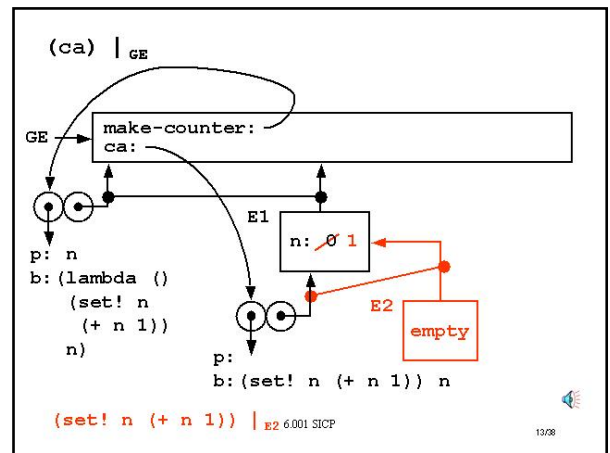 (ca) | GE
make-counter:
GE
ca:
E1
n: 0 1
p: n
b:(lambda ()
(set! n
(+ n 1))
n)
E2
empty
p:
b:(set! n (+ n 1)) n
(set! n (+ n 1)) | E2 6.001 SICP
13/38